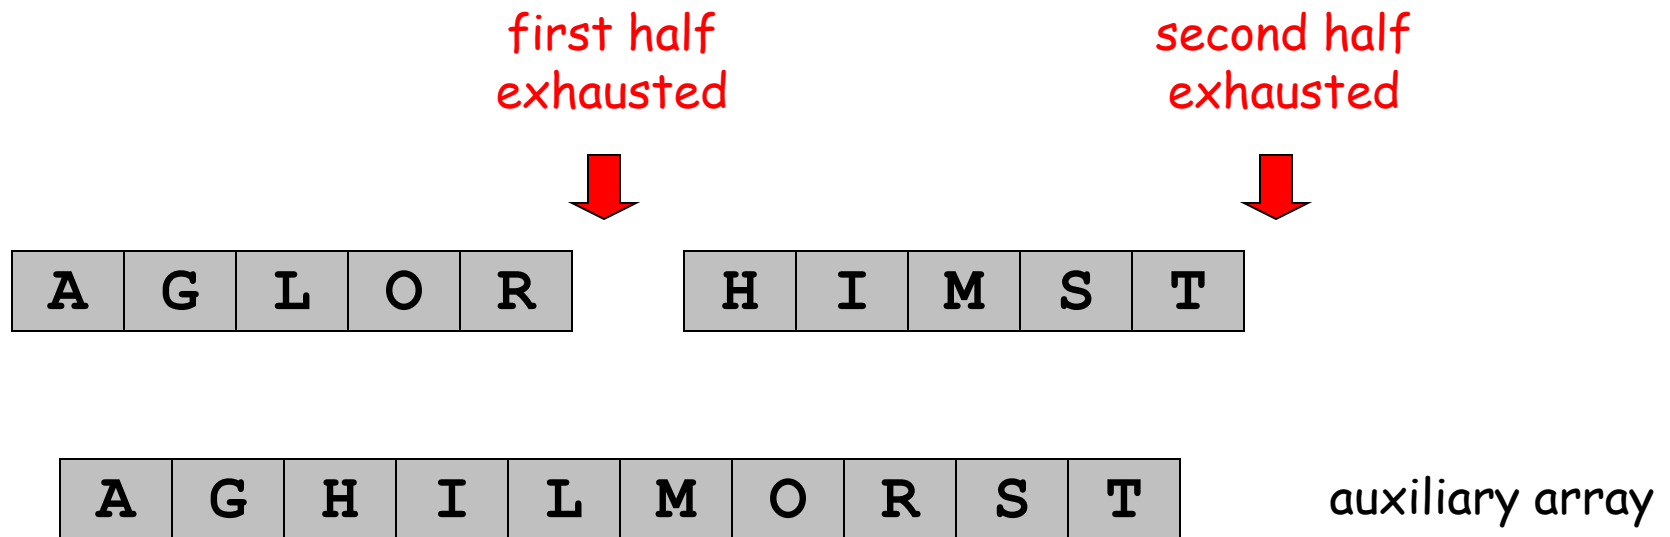 first half
exhausted
second half
exhausted
A G L O R H I M S T
A G H I L M O R S T
auxiliary array